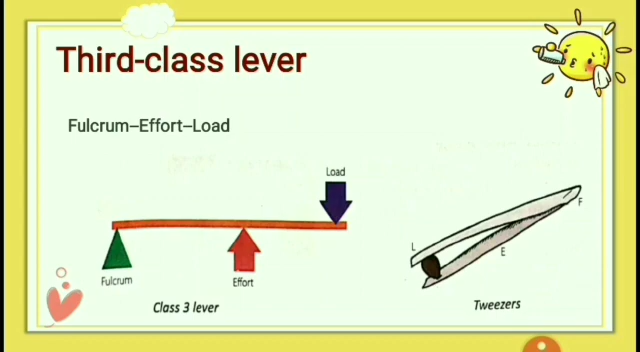 Third-class lever
Fulcrum–Effort–Load
Load
Fulcrum
Effort
Class 3 lever
L
F
E
Tweezers